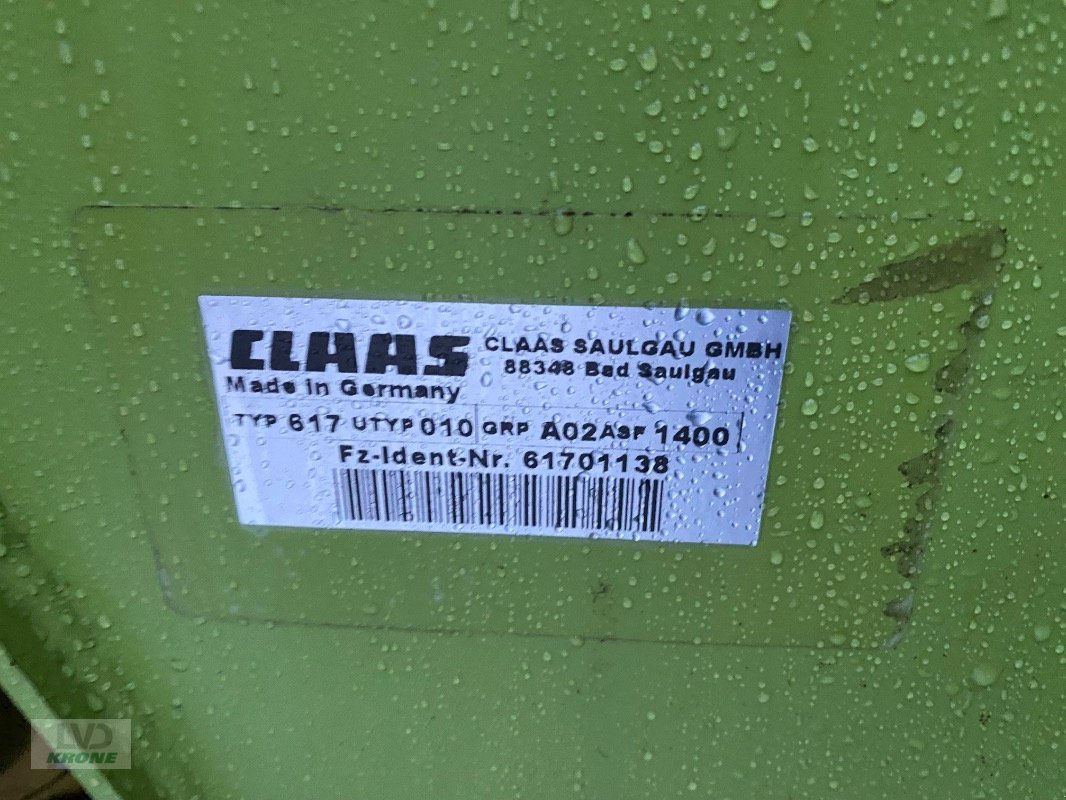 CLAAS
CLAAS SAULGAU GMBH
88348 Bad Saulgau
Made in Germany
TYP 617 UTYP 010 GRP A02 ASF 1400
Fz-Ident-Nr. 61701138
LVD
KRONE